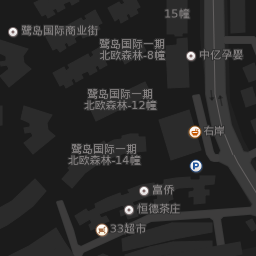 15幢
鹭岛国际商业街
鹭岛国际一期
北欧森林-8幢
中亿孕婴
鹭岛国际一期
北欧森林-12幢
右岸
鹭岛国际一期
北欧森林-14幢
P
富侨
恒德茶庄
33超市